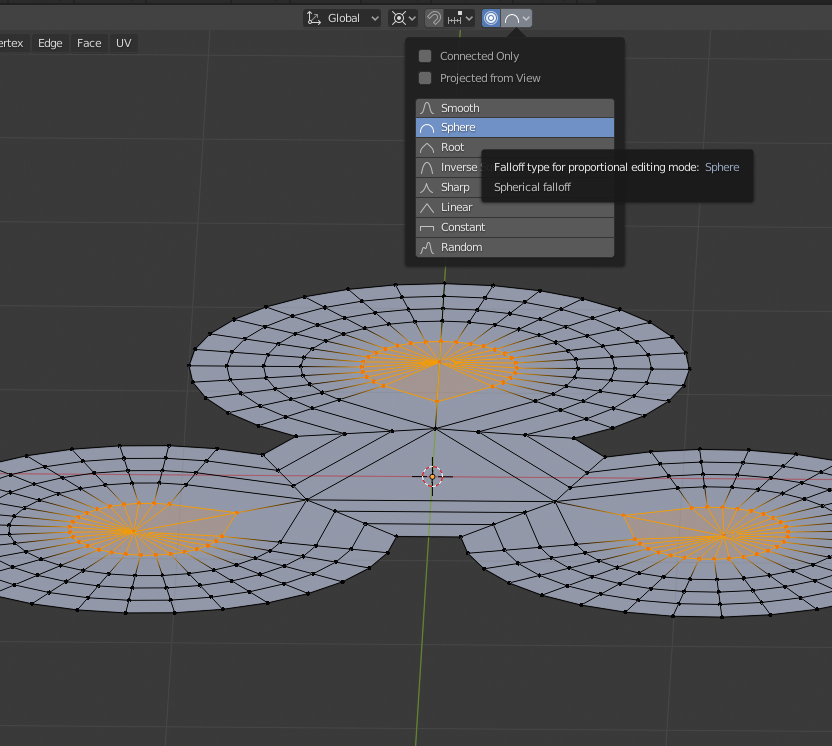 Global
ertex Edge Face UV
Connected Only
Projected from View
Smooth
Sphere
Root
Inverse
Falloff type for proportional editing mode: Sphere
Sharp
Spherical falloff
Linear
Constant
Random